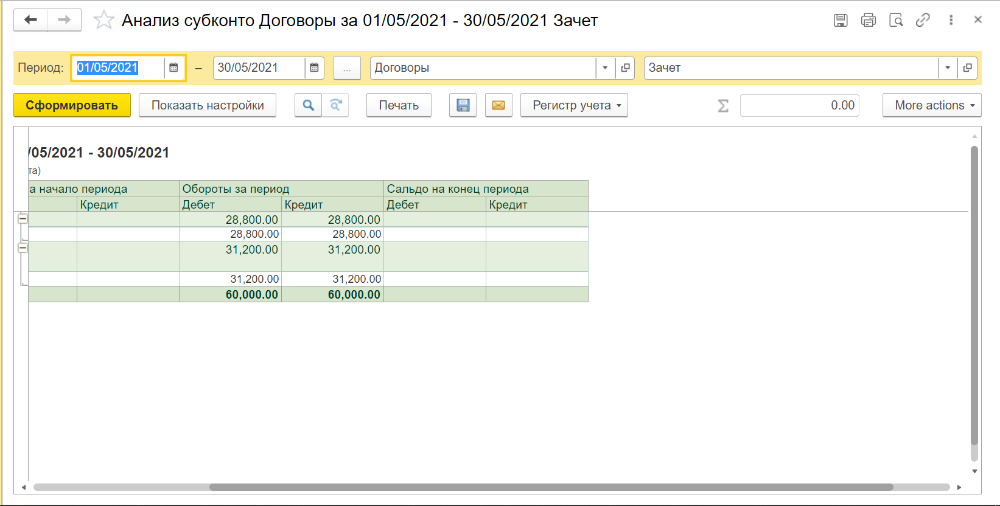 Анализ субконто Договоры за 01/05/2021 - 30/05/2021 Зачет
Период: 01/05/2021 – 30/05/2021 ... Договоры Зачет
Сформировать Показать настройки Печать Регистр учета Σ 0.00 More actions
/05/2021 - 30/05/2021
та)
а начало периода Обороты за период Сальдо на конец периода
Кредит Дебет Кредит Дебет Кредит
28,800.00 28,800.00
28,800.00 28,800.00
31,200.00 31,200.00
31,200.00 31,200.00
60,000.00 60,000.00